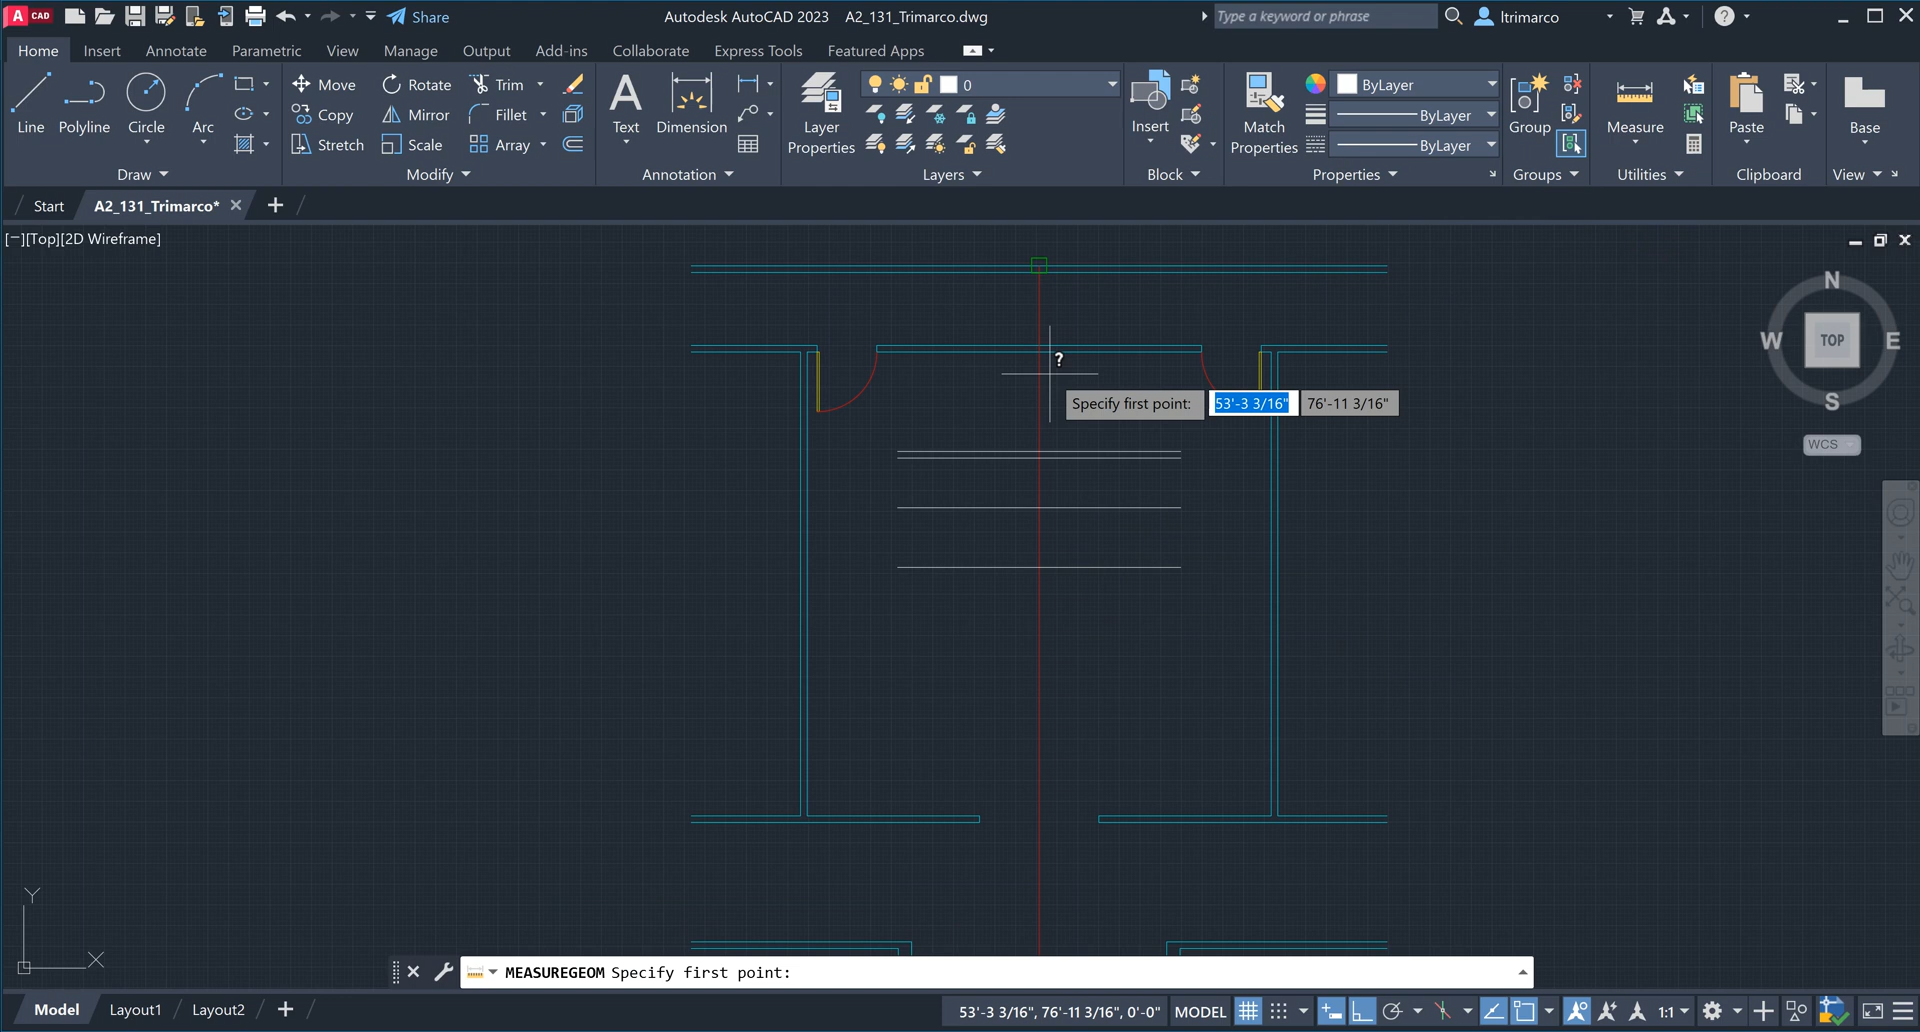 A CAD Share Autodesk AutoCAD 2023 A2_131_Trimarco.dwg Type a keyword or phrase ltrimarco ?
Home Insert Annotate Parametric View Manage Output Add-ins Collaborate Express Tools Featured Apps
Line Polyline Circle Arc
Move Rotate Trim
Copy Mirror Fillet
Stretch Scale Array
A
Text Dimension
Layer Properties
0
Insert
Match Properties
ByLayer
ByLayer
ByLayer
Group Measure Paste Base
Draw Modify Annotation Layers Block Properties Groups Utilities Clipboard View
Start A2_131_Trimarco*
[−][Top][2D Wireframe]
N
W TOP E
S
WCS
?
Specify first point: 53'-3 3/16" 76'-11 3/16"
Y
X
MEASUREGEOM Specify first point:
Model Layout1 Layout2 53'-3 3/16", 76'-11 3/16", 0'-0" MODEL 1:1